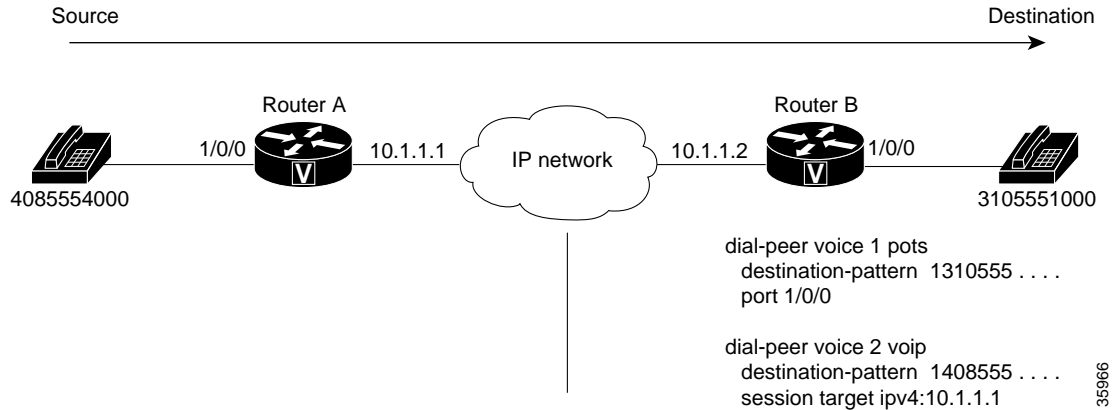 Source
Destination
Router A
Router B
1/0/0
10.1.1.1
IP network
10.1.1.2
1/0/0
V
V
4085554000
3105551000
dial-peer voice 1 pots
destination-pattern 1310555 . . . .
port 1/0/0
dial-peer voice 2 voip
destination-pattern 1408555 . . . .
session target ipv4:10.1.1.1
35966